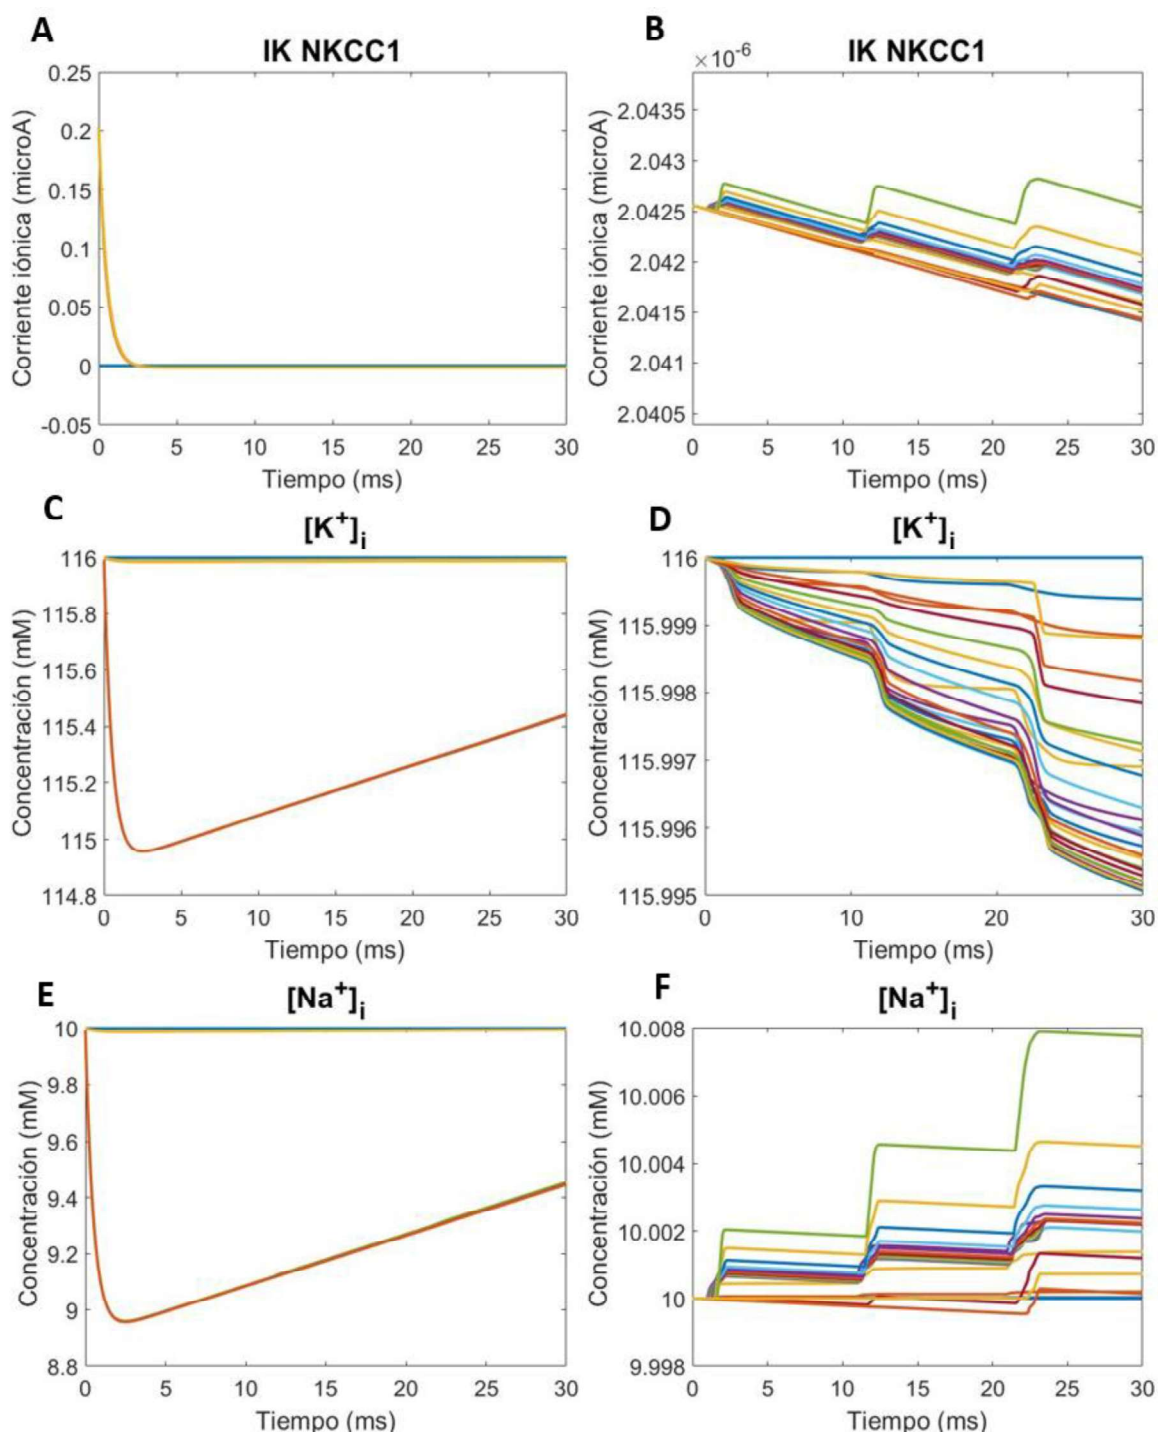 A
IK NKCC1
0.25
0.2
0.15
0.1
0.05
0
-0.05
Corriente iónica (microA)
0 5 10 15 20 25 30
Tiempo (ms)
B
IK NKCC1
×10⁻⁶
2.0435
2.043
2.0425
2.042
2.0415
2.041
2.0405
Corriente iónica (microA)
0 5 10 15 20 25 30
Tiempo (ms)
C
[K⁺]ᵢ
116
115.8
115.6
115.4
115.2
115
114.8
Concentración (mM)
0 5 10 15 20 25 30
Tiempo (ms)
D
[K⁺]ᵢ
116
115.999
115.998
115.997
115.996
115.995
Concentración (mM)
0 10 20 30
Tiempo (ms)
E
[Na⁺]ᵢ
10
9.8
9.6
9.4
9.2
9
8.8
Concentración (mM)
0 5 10 15 20 25 30
Tiempo (ms)
F
[Na⁺]ᵢ
10.008
10.006
10.004
10.002
10
9.998
Concentración (mM)
0 5 10 15 20 25 30
Tiempo (ms)